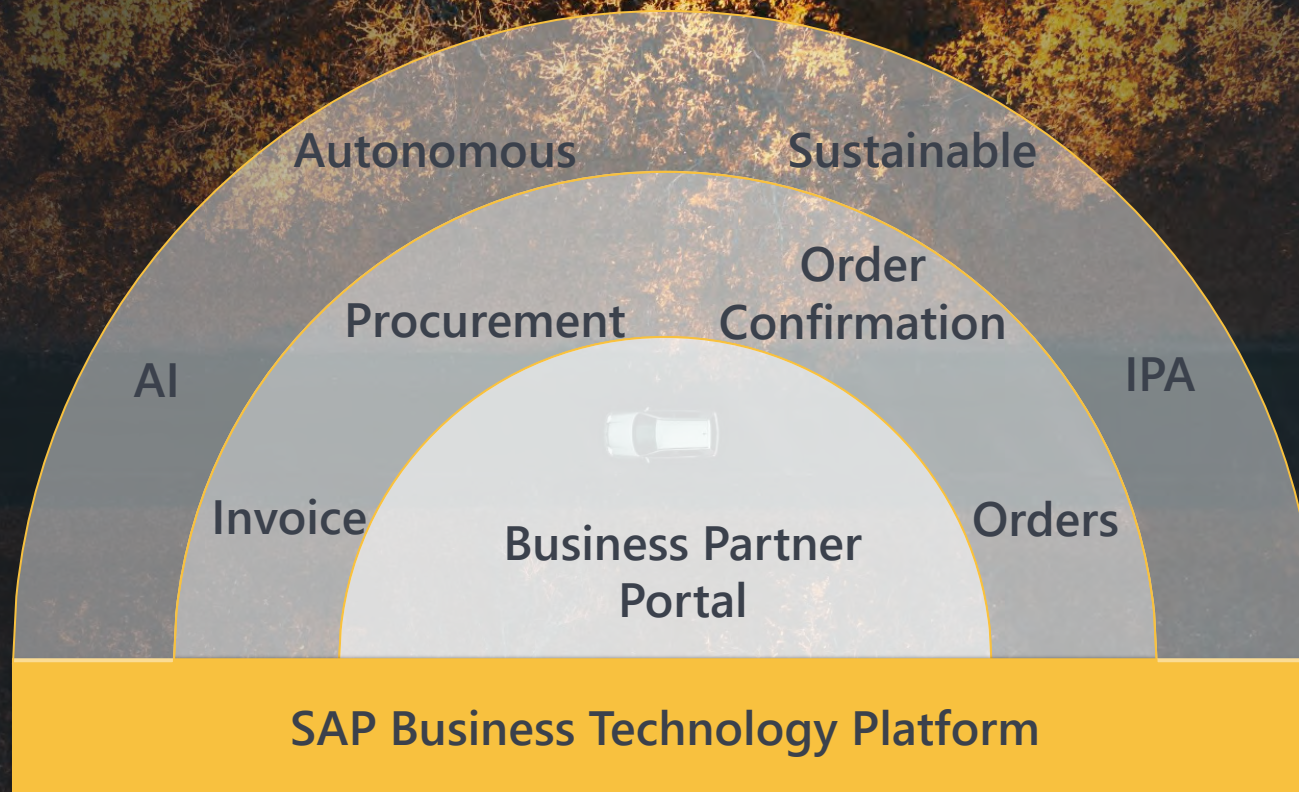 Autonomous
Sustainable
Procurement
Order
Confirmation
AI
IPA
Invoice
Orders
Business Partner
Portal
SAP Business Technology Platform